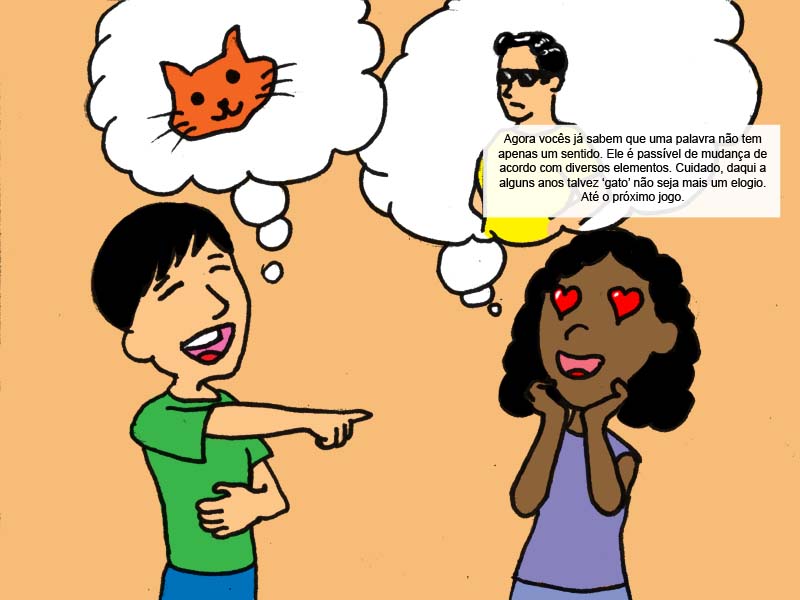 Agora vocês já sabem que uma palavra não tem
apenas um sentido. Ele é passível de mudança de
acordo com diversos elementos. Cuidado, daqui a
alguns anos talvez ‘gato’ não seja mais um elogio.
Até o próximo jogo.